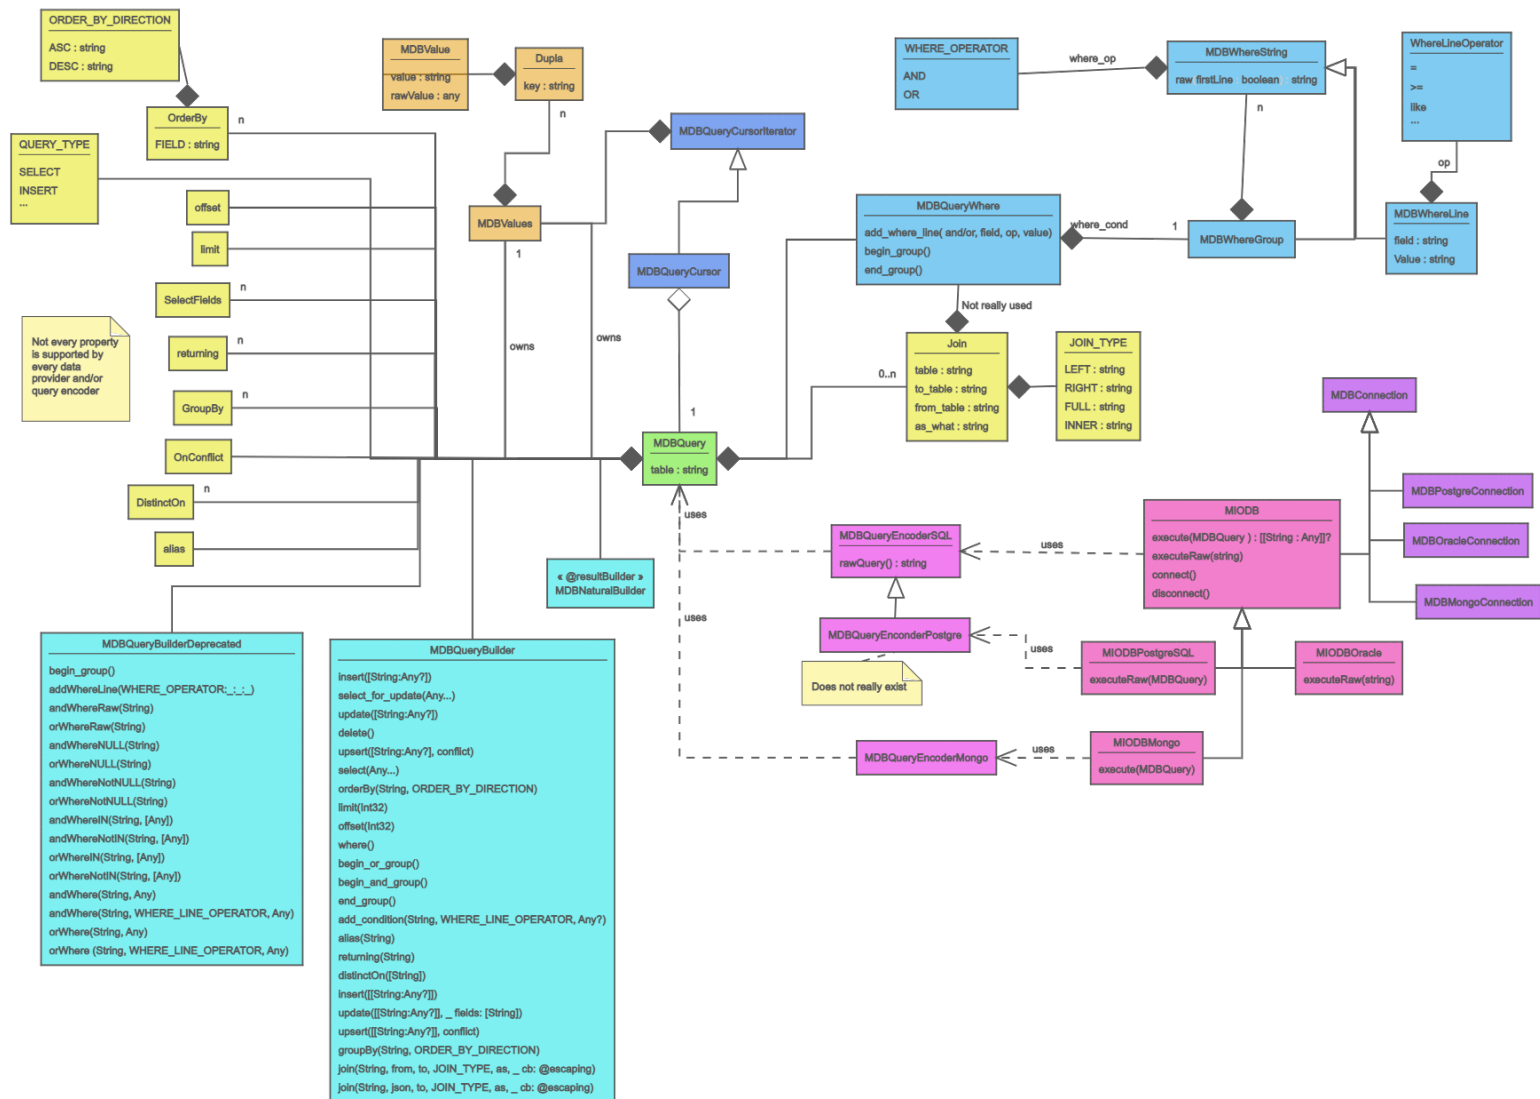 ORDER_BY_DIRECTION
ASC : string
DESC : string
OrderBy
FIELD : string
n
QUERY_TYPE
SELECT
INSERT
...
offset
limit
SelectFields
n
returning
n
GroupBy
n
OnConflict
DistinctOn
n
alias
Not every property
is supported by
every data
provider and/or
query encoder
MDBValue
value : string
rawValue : any
Dupla
key : string
n
MDBValues
1
owns
owns
MDBQueryCursorIterator
MDBQueryCursor
1
MDBQuery
table : string
WHERE_OPERATOR
AND
OR
where_op
MDBWhereString
raw firstLine boolean string
n
WhereLineOperator
=
>=
like
...
op
MDBWhereLine
field : string
Value : string
MDBQueryWhere
add_where_line( and/or, field, op, value)
begin_group()
end_group()
where_cond
1
MDBWhereGroup
Not really used
Join
table : string
to_table : string
from_table : string
as_what : string
0..n
JOIN_TYPE
LEFT : string
RIGHT : string
FULL : string
INNER : string
MDBConnection
MDBPostgreConnection
MDBOracleConnection
MDBMongoConnection
MIODB
execute(MDBQuery ) : [[String : Any]]?
executeRaw(string)
connect()
disconnect()
uses
MDBQueryEncoderSQL
rawQuery() : string
uses
MDBQueryEnconderPostgre
Does not really exist
uses
MIODBPostgreSQL
executeRaw(MDBQuery)
MIODBOracle
executeRaw(string)
uses
MDBQueryEncoderMongo
uses
MIODBMongo
execute(MDBQuery)
« @resultBuilder »
MDBNaturalBuilder
MDBQueryBuilderDeprecated
begin_group()
addWhereLine(WHERE_OPERATOR:_:_:_)
andWhereRaw(String)
orWhereRaw(String)
andWhereNULL(String)
orWhereNULL(String)
andWhereNotNULL(String)
orWhereNotNULL(String)
andWhereIN(String, [Any])
andWhereNotIN(String, [Any])
orWhereIN(String, [Any])
orWhereNotIN(String, [Any])
andWhere(String, Any)
andWhere(String, WHERE_LINE_OPERATOR, Any)
orWhere(String, Any)
orWhere (String, WHERE_LINE_OPERATOR, Any)
MDBQueryBuilder
insert([String:Any?])
select_for_update(Any...)
update([String:Any?])
delete()
upsert([String:Any?], conflict)
select(Any...)
orderBy(String, ORDER_BY_DIRECTION)
limit(Int32)
offset(Int32)
where()
begin_or_group()
begin_and_group()
end_group()
add_condition(String, WHERE_LINE_OPERATOR, Any?)
alias(String)
returning(String)
distinctOn([String])
insert([[String:Any?]])
update([[String:Any?]], _ fields: [String])
upsert([[String:Any?]], conflict)
groupBy(String, ORDER_BY_DIRECTION)
join(String, from, to, JOIN_TYPE, as, _ cb: @escaping)
join(String, json, to, JOIN_TYPE, as, _ cb: @escaping)